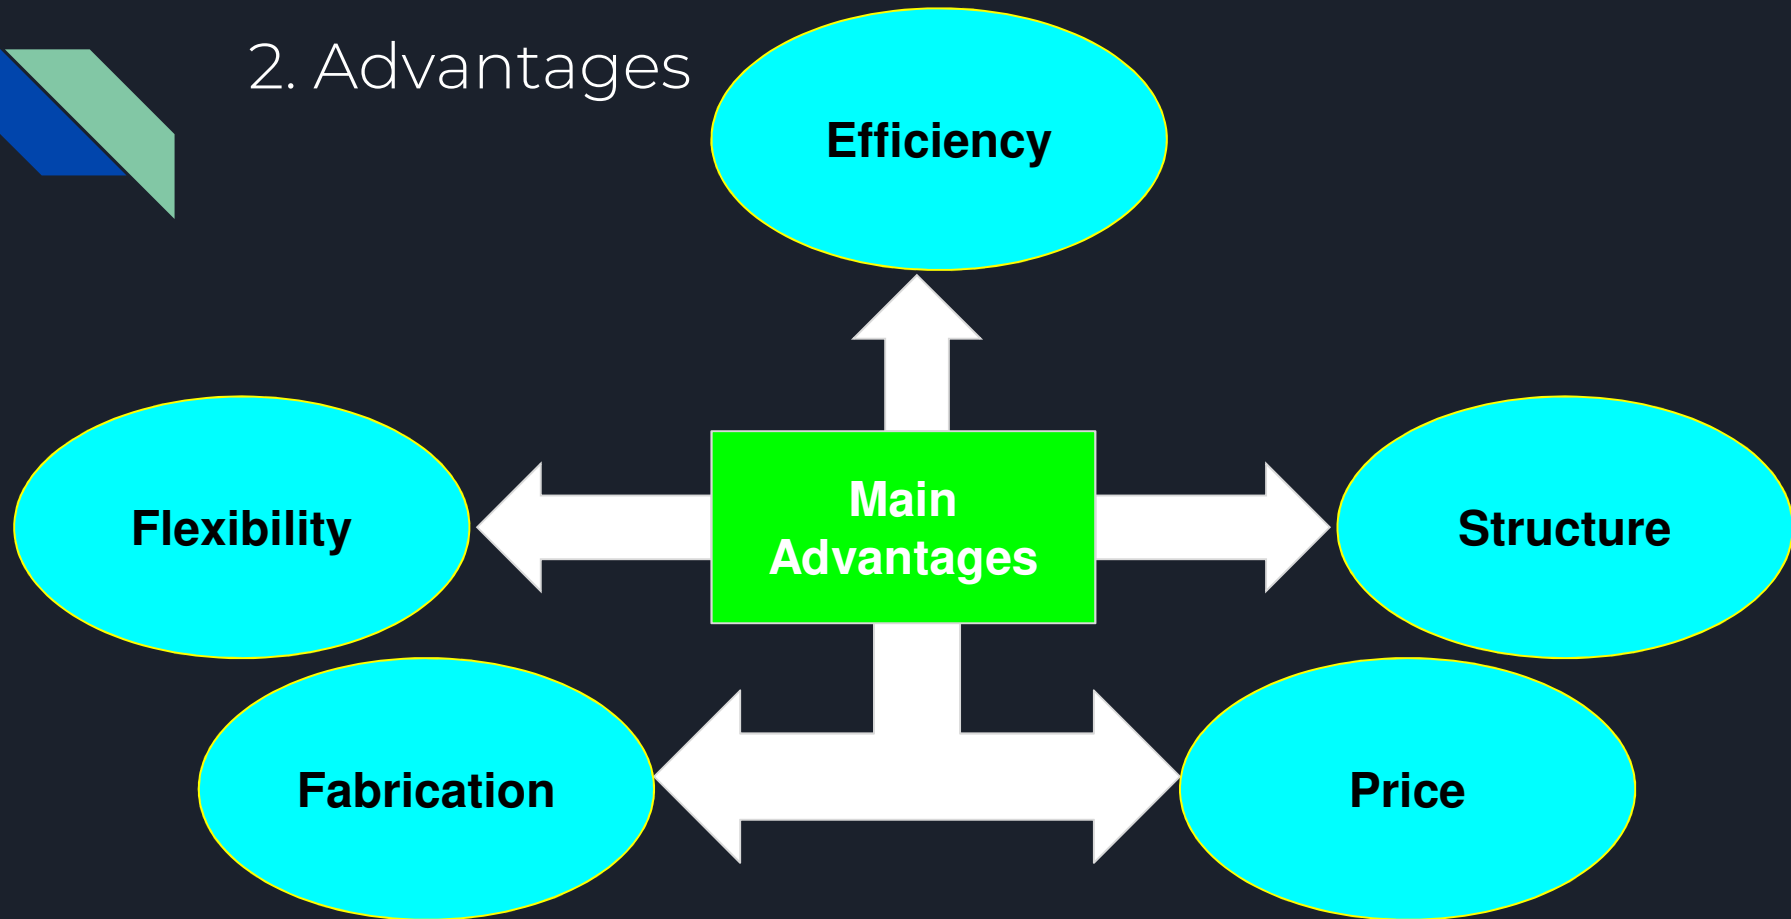 2. Advantages
Efficiency
Flexibility
Main
Advantages
Structure
Fabrication
Price